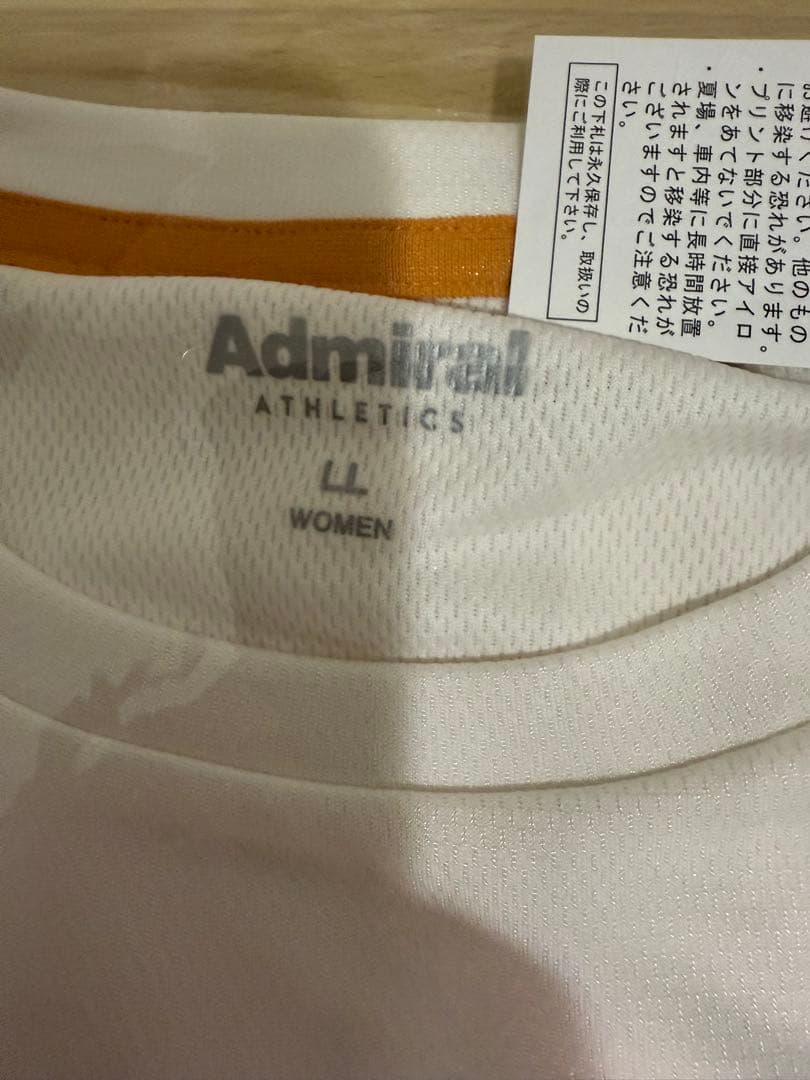 Admiral
ATHLETICS
LL
WOMEN
お避けください。他のもの
に移染する恐れがあります。
・プリント部分に直接アイロ
ンをあてないでください。
・夏場、車内等に長時間放置
されますと移染する恐れが
ございますのでご注意くだ
さい。
この下札は永久保存し、取扱いの
際にご利用して下さい。